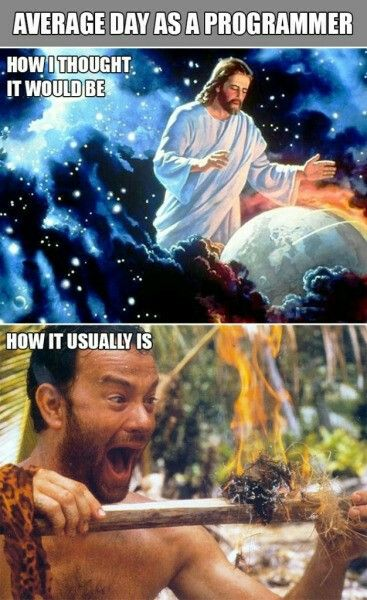 AVERAGE DAY AS A PROGRAMMER
HOW I THOUGHT
IT WOULD BE
HOW IT USUALLY IS